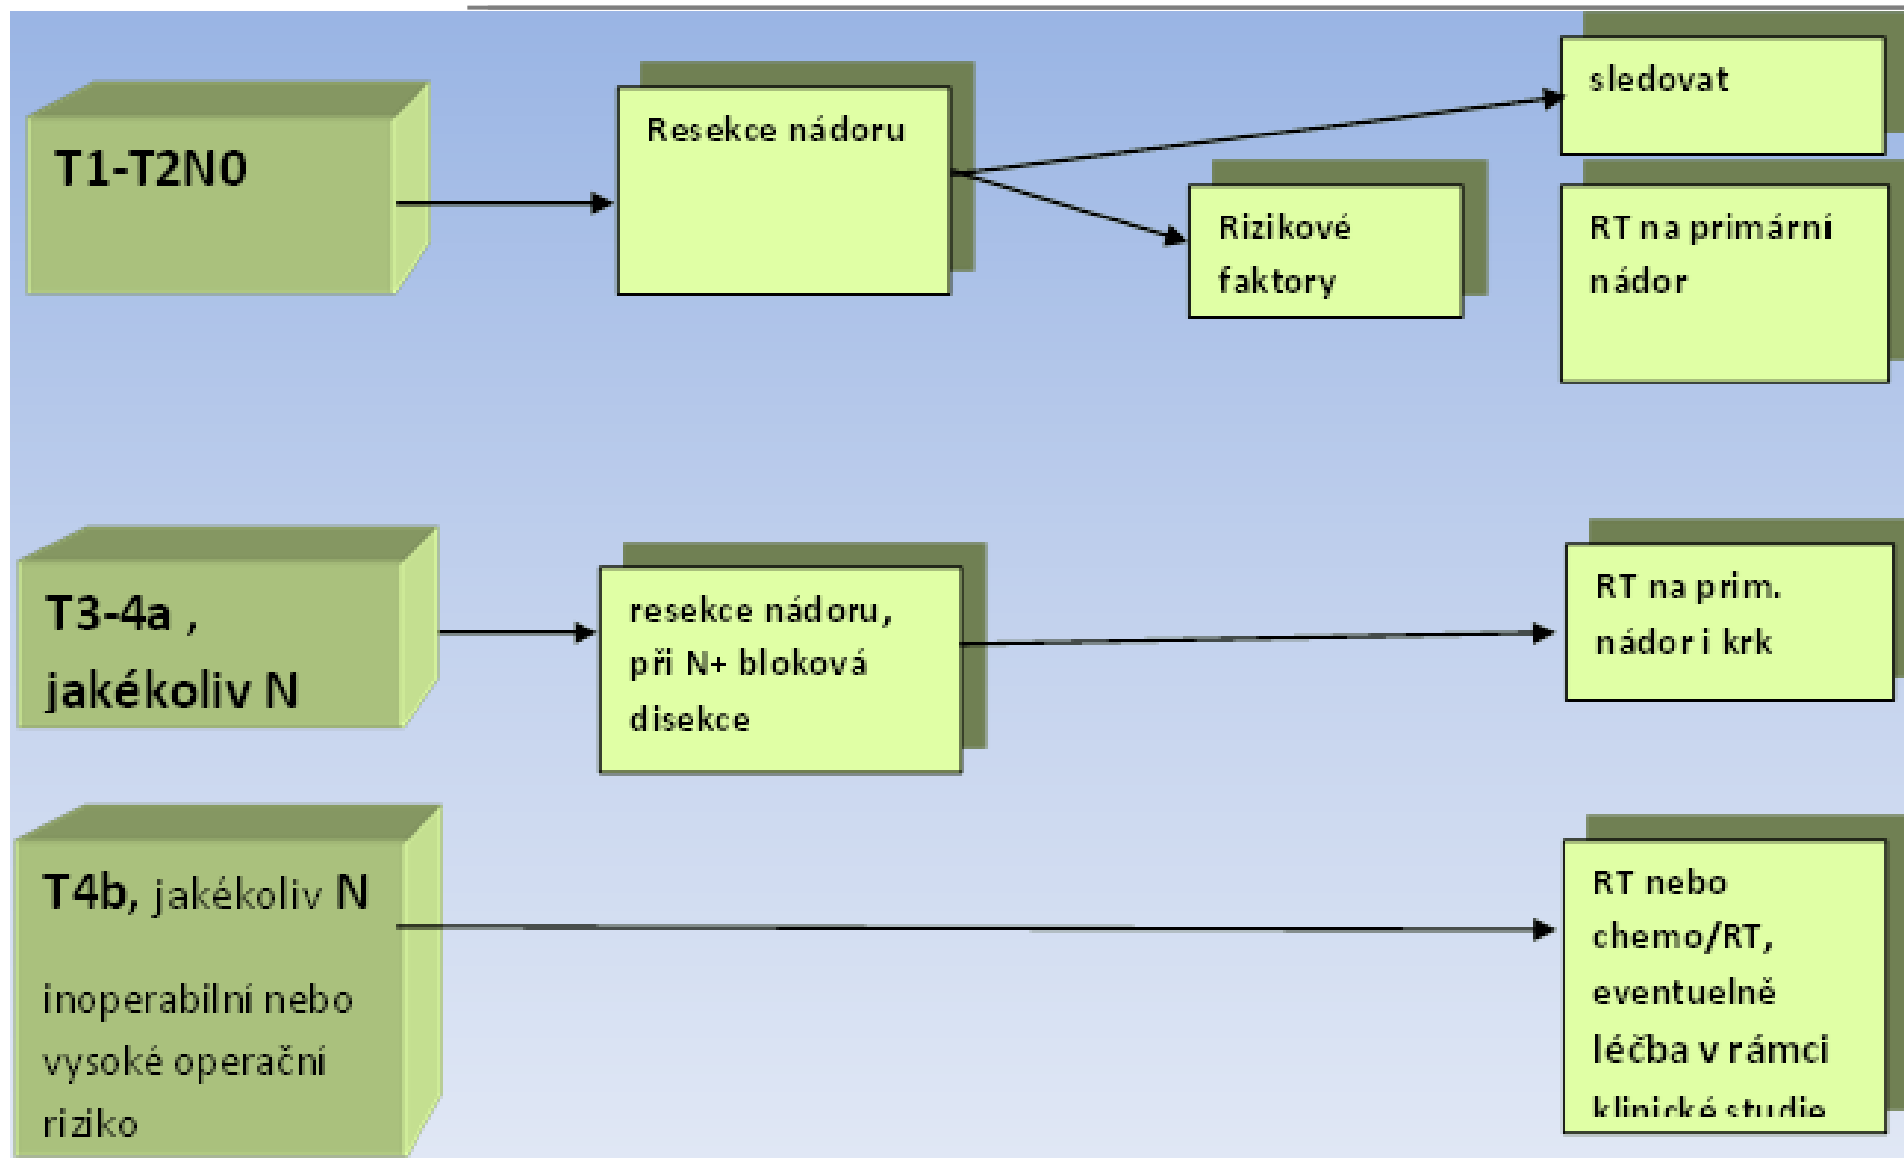 T1-T2N0
Resekce nádoru
sledovat
Rizikové
faktory
RT na primární
nádor
T3-4a ,
jakékoliv N
resekce nádoru,
při N+ bloková
disekce
RT na prim.
nádor i krk
T4b, jakékoliv N
inoperabilní nebo
vysoké operační
riziko
RT nebo
chemo/RT,
eventuelně
léčba v rámci
klinické studie